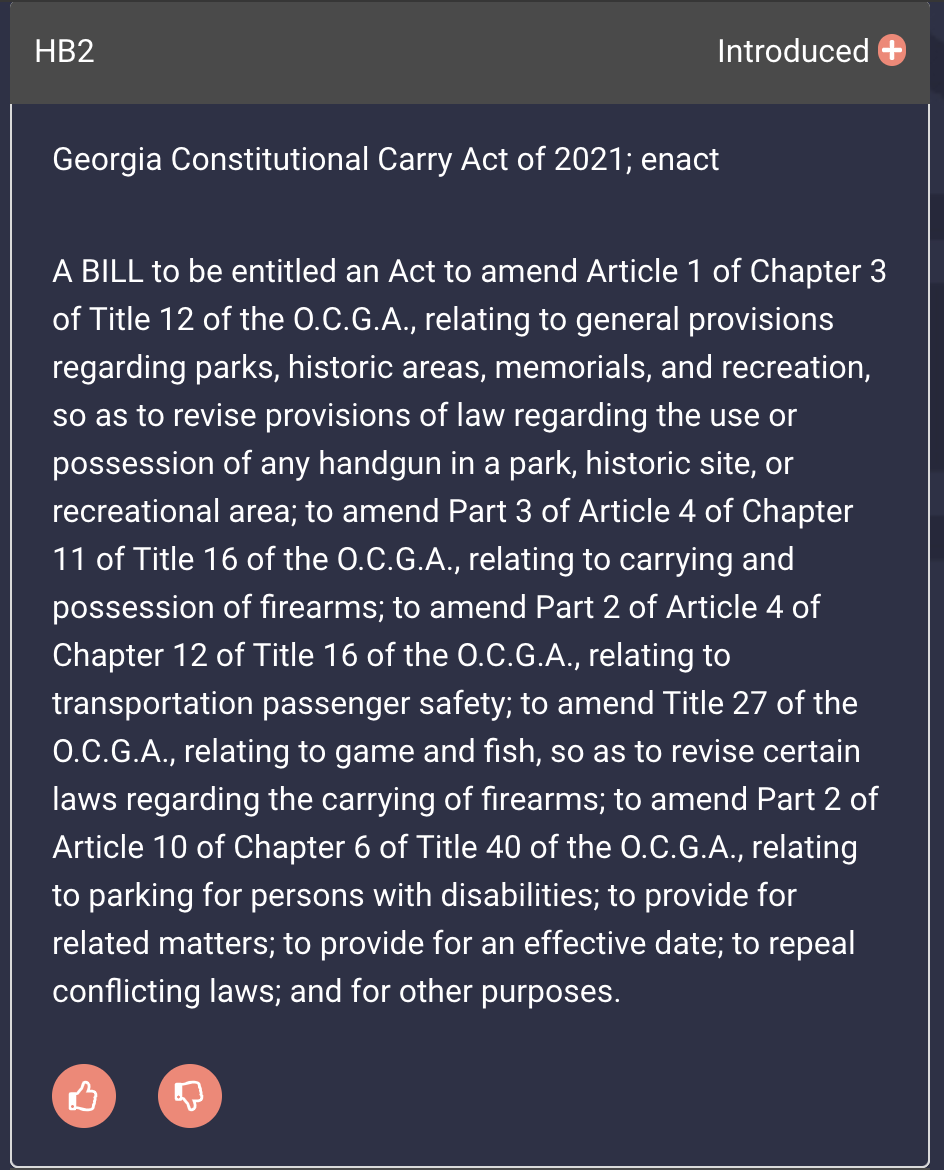 HB2
Introduced
Georgia Constitutional Carry Act of 2021; enact
A BILL to be entitled an Act to amend Article 1 of Chapter 3
of Title 12 of the O.C.G.A., relating to general provisions
regarding parks, historic areas, memorials, and recreation,
so as to revise provisions of law regarding the use or
possession of any handgun in a park, historic site, or
recreational area; to amend Part 3 of Article 4 of Chapter
11 of Title 16 of the O.C.G.A., relating to carrying and
possession of firearms; to amend Part 2 of Article 4 of
Chapter 12 of Title 16 of the O.C.G.A., relating to
transportation passenger safety; to amend Title 27 of the
O.C.G.A., relating to game and fish, so as to revise certain
laws regarding the carrying of firearms; to amend Part 2 of
Article 10 of Chapter 6 of Title 40 of the O.C.G.A., relating
to parking for persons with disabilities; to provide for
related matters; to provide for an effective date; to repeal
conflicting laws; and for other purposes.